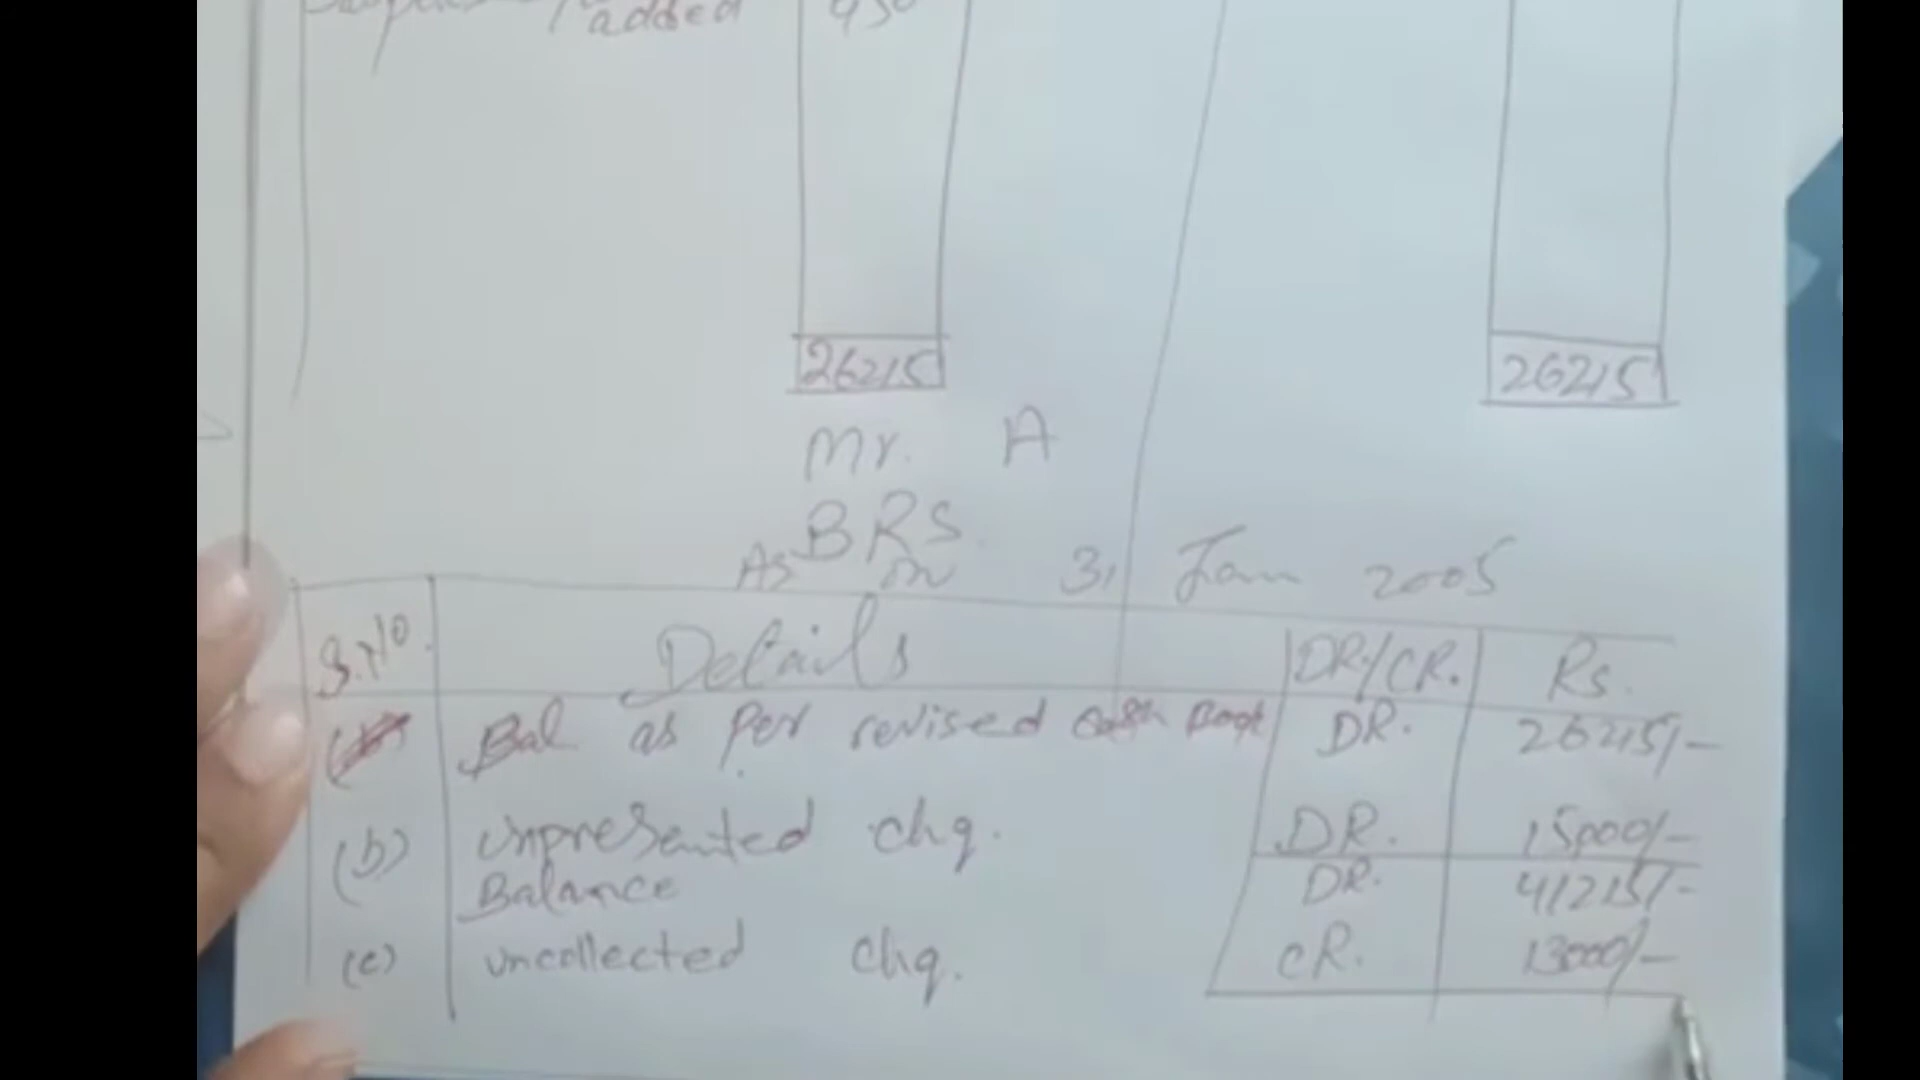 added 450
26215 26215
Mr. A
BRS
As on 31 Jan 2005
S.No. Details DR./CR. Rs.
Bal as per revised cash Book DR. 26215/-
(b) unpresented chq. DR. 15000/-
Balance DR. 41215/-
(c) uncollected chq. CR. 13000/-